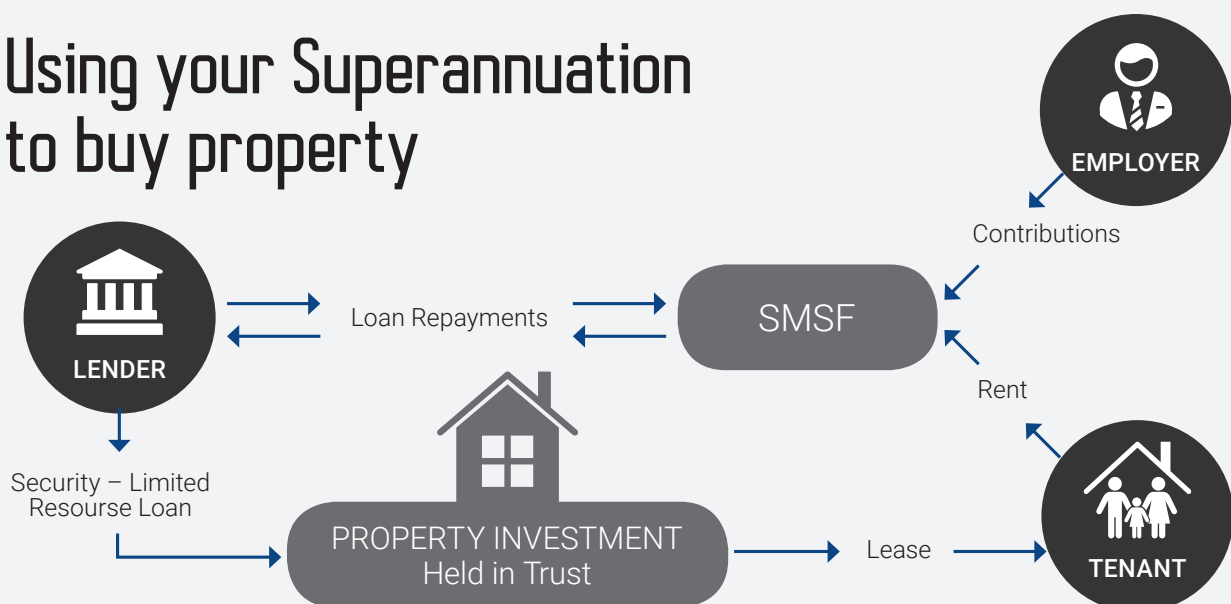 Using your Superannuation
to buy property
EMPLOYER
Contributions
LENDER
Loan Repayments
SMSF
Rent
Security – Limited
Resourse Loan
PROPERTY INVESTMENT
Held in Trust
Lease
TENANT